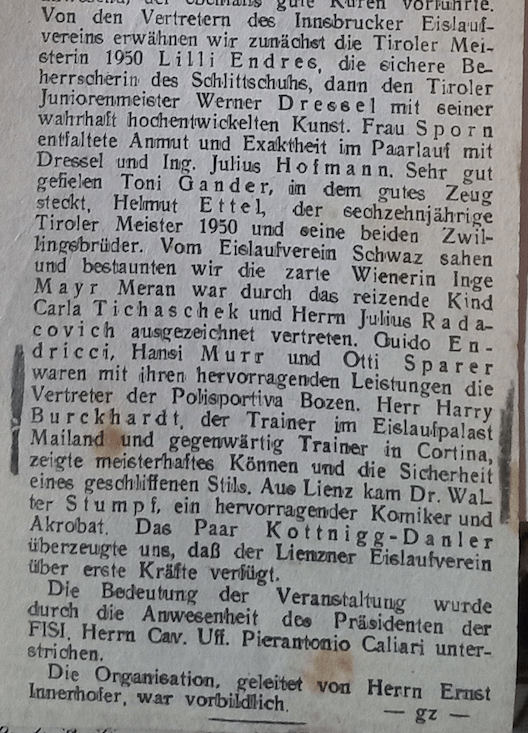 der ehemals gute Küren vorführte.
Von den Vertretern des Innsbrucker Eislauf-
vereins erwähnen wir zunächst die Tiroler Mei-
sterin 1950 Lilli Endres, die sichere Be-
herrscherin des Schlittschuhs, dann den Tiroler
Juniorenmeister Werner Dressel mit seiner
wahrhaft hochentwickelten Kunst. Frau Sporn
entfaltete Anmut und Exaktheit im Paarlauf mit
Dressel und Ing. Julius Hofmann. Sehr gut
gefielen Toni Gander, in dem gutes Zeug
steckt, Helmut Ettel, der sechzehnjährige
Tiroler Meister 1950 und seine beiden Zwil-
lingsbrüder. Vom Eislaufverein Schwaz sahen
und bestaunten wir die zarte Wienerin Inge
Mayr Meran war durch das reizende Kind
Carla Tichaschek und Herrn Julius Rada-
covich ausgezeichnet vertreten. Guido En-
dricci, Hansi Murr und Otti Sparer
waren mit ihren hervorragenden Leistungen die
Vertreter der Polisportiva Bozen. Herr Harry
Burckhardt, der Trainer im Eislaufpalast
Mailand und gegenwärtig Trainer in Cortina,
zeigte meisterhaftes Können und die Sicherheit
eines geschliffenen Stils. Aus Lienz kam Dr. Wal-
ter Stumpf, ein hervorragender Komiker und
Akrobat. Das Paar Kottnigg-Danler
überzeugte uns, daß der Lienzner Eislaufverein
über erste Kräfte verfügt.
Die Bedeutung der Veranstaltung wurde
durch die Anwesenheit des Präsidenten der
FISI, Herrn Cav. Uff. Pierantonio Caliari unter-
strichen.
Die Organisation, geleitet von Herrn Ernst
Innerhofer, war vorbildlich.
— gz —